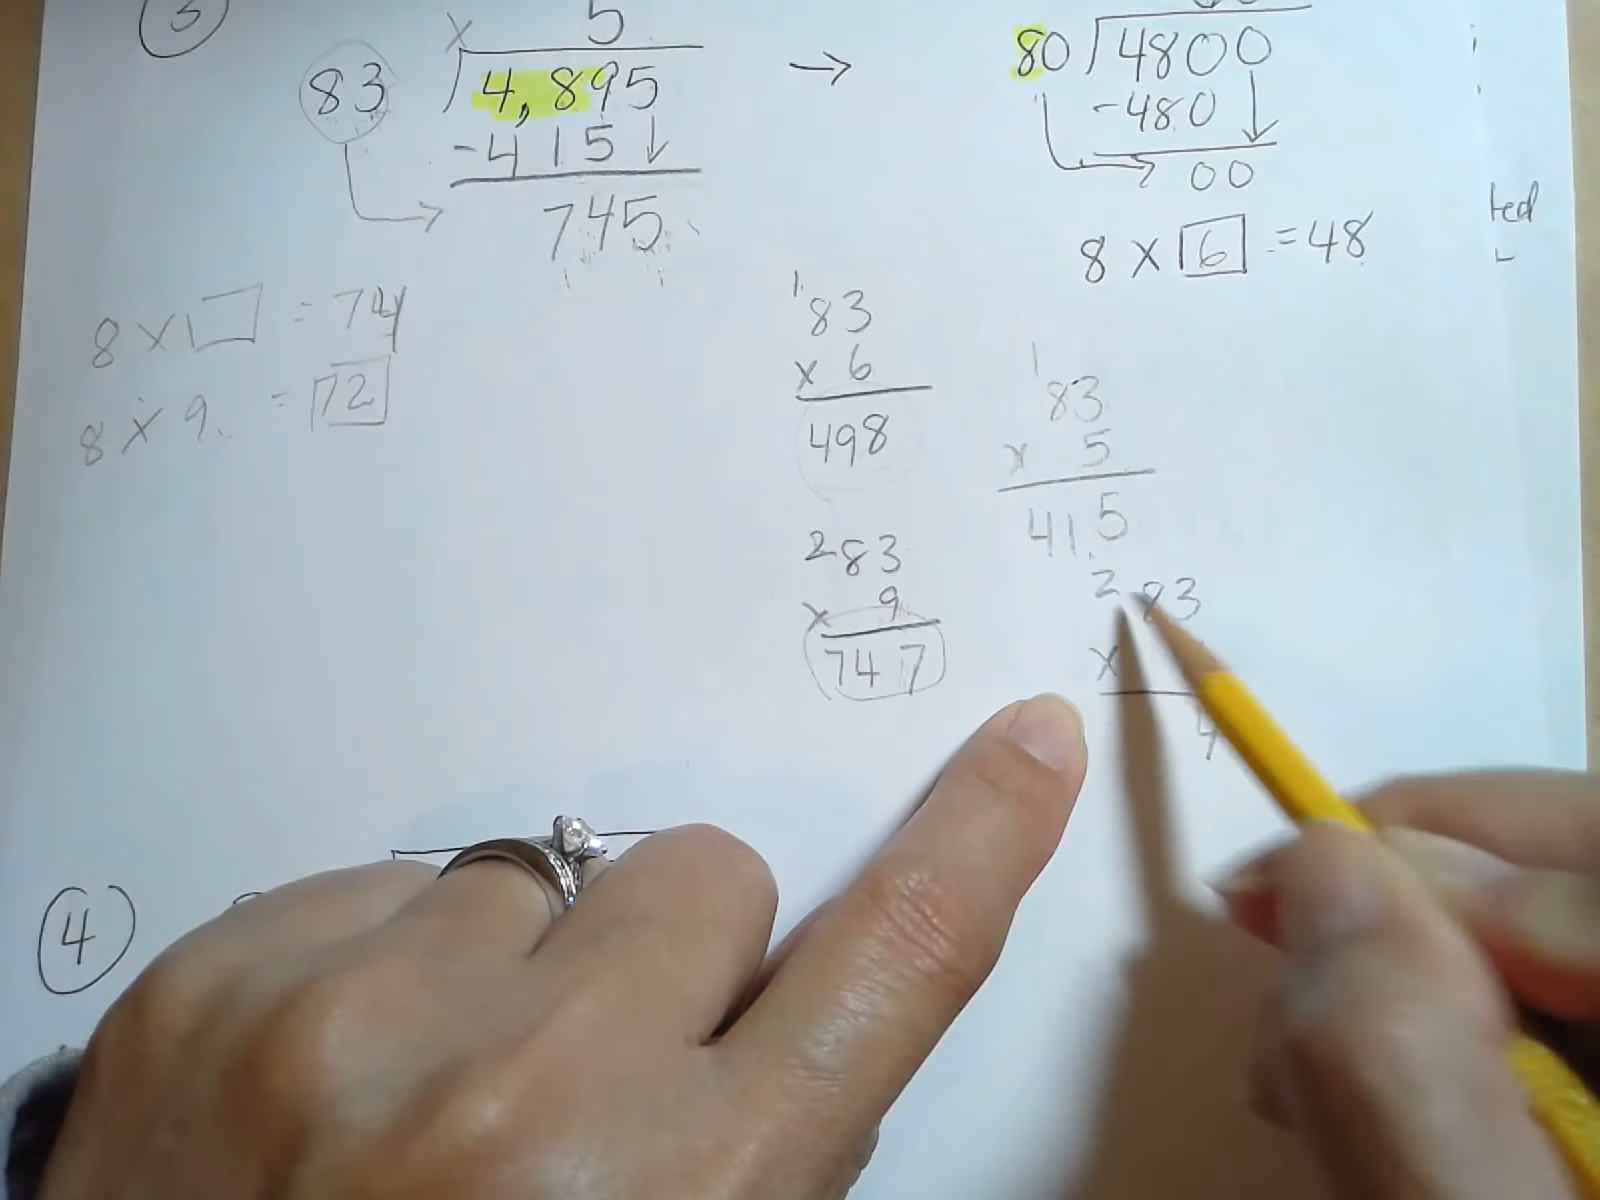 3
x 5
83 4,895
-415
745
→
80 4800
-480
00
8 x 6 = 48
ted
8 x = 74
8 x 9 = 72
1
83
x 6
498
1
83
x 5
415
2 83
x 9
747
2 83
x
4
4